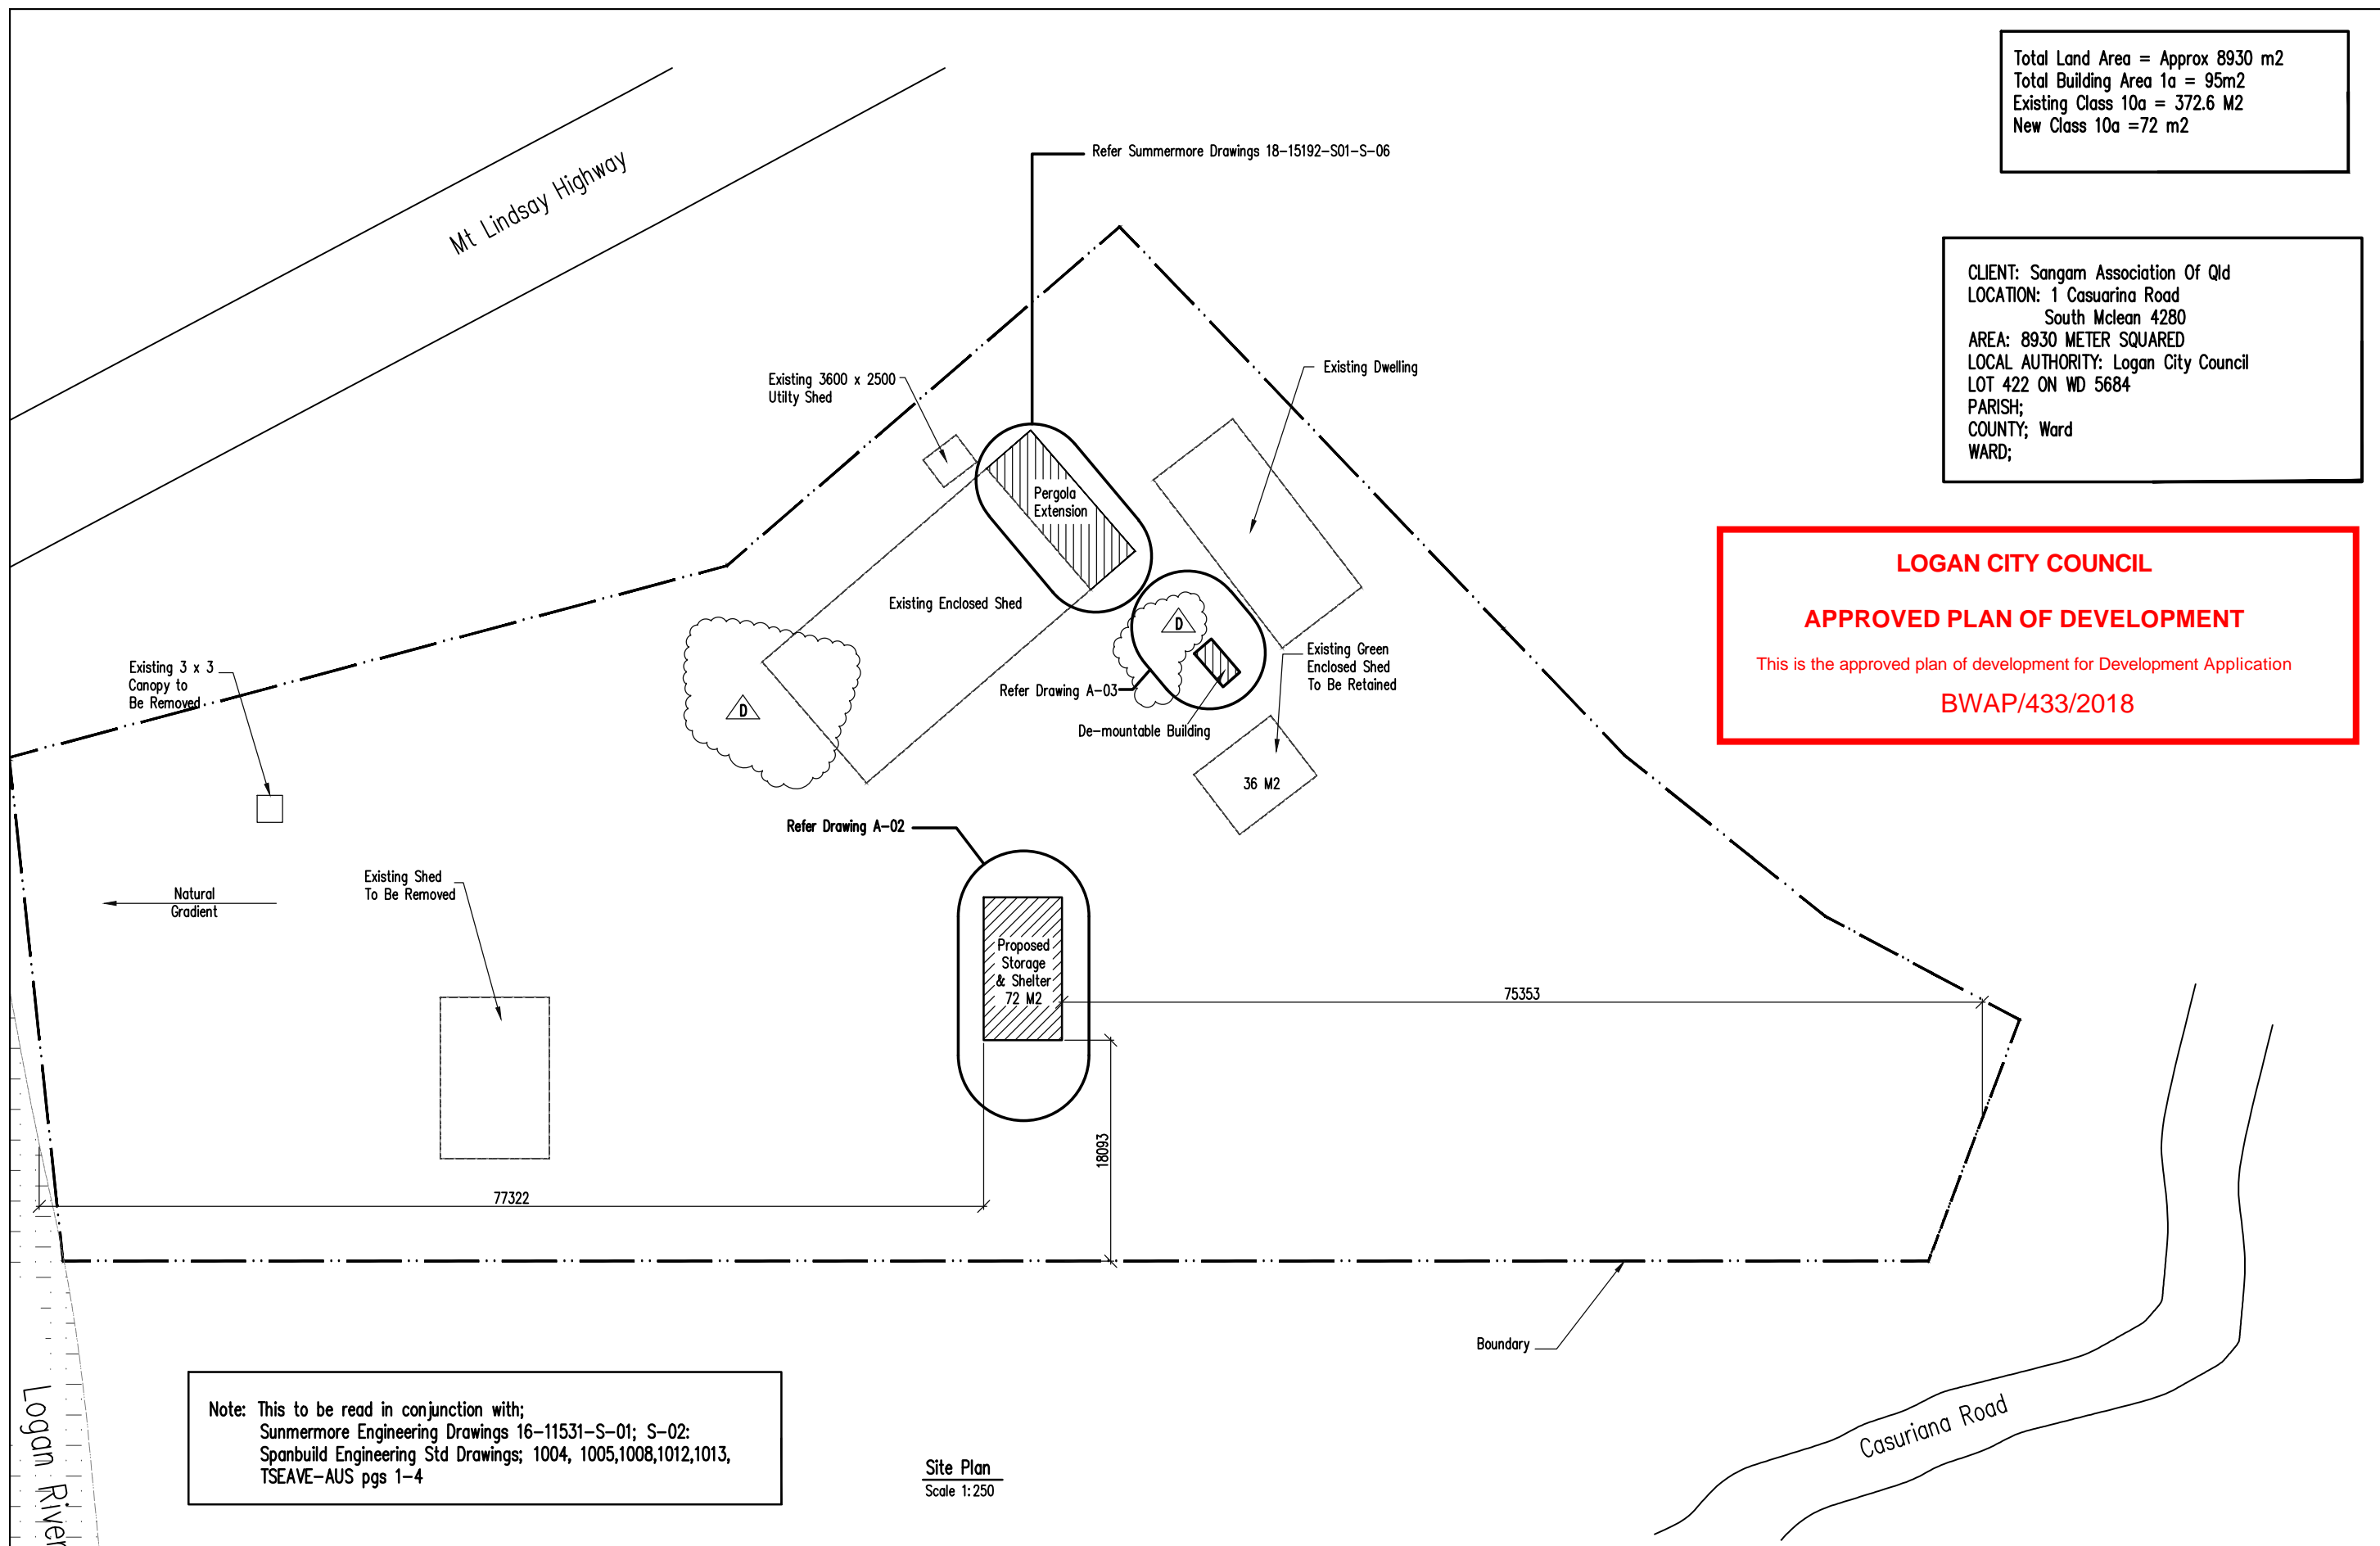 Total Land Area = Approx 8930 m2
Total Building Area 1a = 95m2
Existing Class 10a = 372.6 M2
New Class 10a =72 m2
Refer Summermore Drawings 18-15192-S01-S-06
Mt Lindsay Highway
CLIENT: Sangam Association Of Qld
LOCATION: 1 Casuarina Road
South Mclean 4280
AREA: 8930 METER SQUARED
LOCAL AUTHORITY: Logan City Council
LOT 422 ON WD 5684
PARISH;
COUNTY; Ward
WARD;
Existing 3600 x 2500
Utilty Shed
Existing Dwelling
Pergola
Extension
LOGAN CITY COUNCIL
APPROVED PLAN OF DEVELOPMENT
This is the approved plan of development for Development Application
BWAP/433/2018
Existing Enclosed Shed
D
Existing Green
Enclosed Shed
To Be Retained
Existing 3 x 3
Canopy to
Be Removed
Refer Drawing A-03
D
De-mountable Building
36 M2
Refer Drawing A-02
Existing Shed
To Be Removed
Natural
Gradient
Proposed
Storage
& Shelter
72 M2
75353
18093
77322
Boundary
Note: This to be read in conjunction with;
Sunmermore Engineering Drawings 16-11531-S-01; S-02:
Spanbuild Engineering Std Drawings; 1004, 1005,1008,1012,1013,
TSEAVE-AUS pgs 1-4
Logan River
Site Plan
Scale 1:250
Casuriana Road